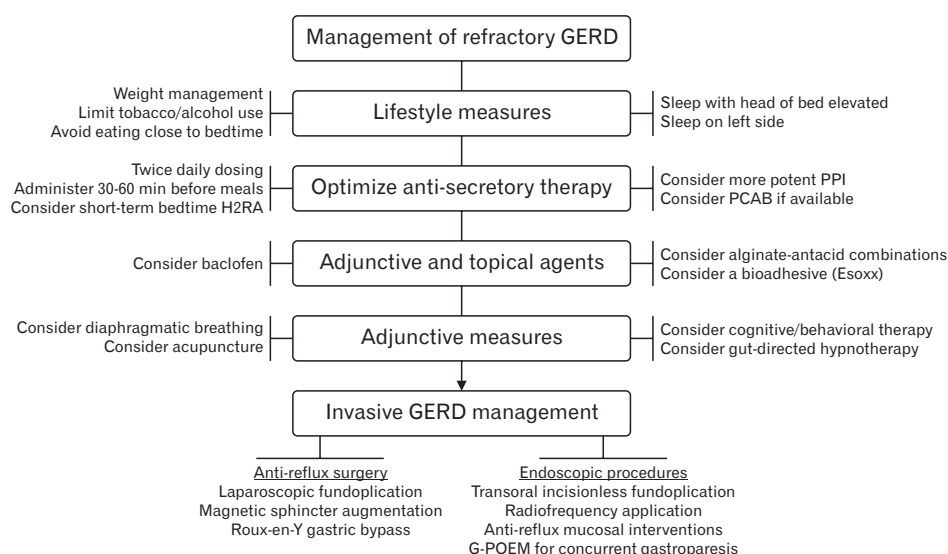 Management of refractory GERD
Weight management
Limit tobacco/alcohol use
Avoid eating close to bedtime
Lifestyle measures
Sleep with head of bed elevated
Sleep on left side
Twice daily dosing
Administer 30-60 min before meals
Consider short-term bedtime H2RA
Optimize anti-secretory therapy
Consider more potent PPI
Consider PCAB if available
Consider baclofen
Adjunctive and topical agents
Consider alginate-antacid combinations
Consider a bioadhesive (Esoxx)
Consider diaphragmatic breathing
Consider acupuncture
Adjunctive measures
Consider cognitive/behavioral therapy
Consider gut-directed hypnotherapy
Invasive GERD management
Anti-reflux surgery
Laparoscopic fundoplication
Magnetic sphincter augmentation
Roux-en-Y gastric bypass
Endoscopic procedures
Transoral incisionless fundoplication
Radiofrequency application
Anti-reflux mucosal interventions
G-POEM for concurrent gastroparesis